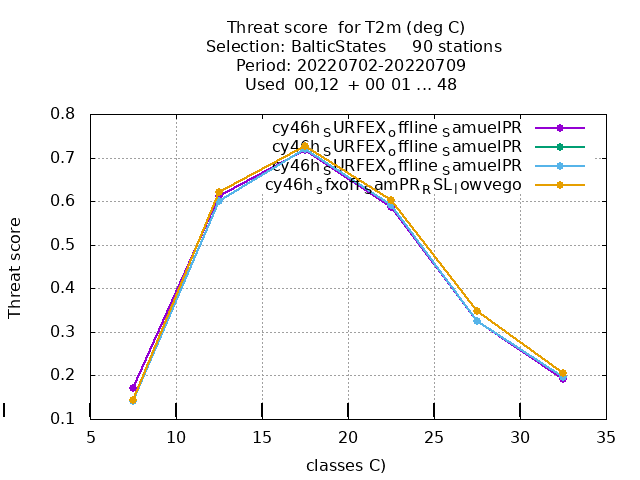 Threat score for T2m (deg C)
Selection: BalticStates 90 stations
Period: 20220702-20220709
Used 00,12 + 00 01 ... 48
cy46h_SURFEX_offline_SamuelPR
cy46h_SURFEX_offline_SamuelPR
cy46h_SURFEX_offline_SamuelPR
cy46h_sfxoff_SamPR_RSL_lowvego
0.8
0.7
0.6
0.5
0.4
0.3
0.2
0.1
Threat score
5 10 15 20 25 30 35
classes C)